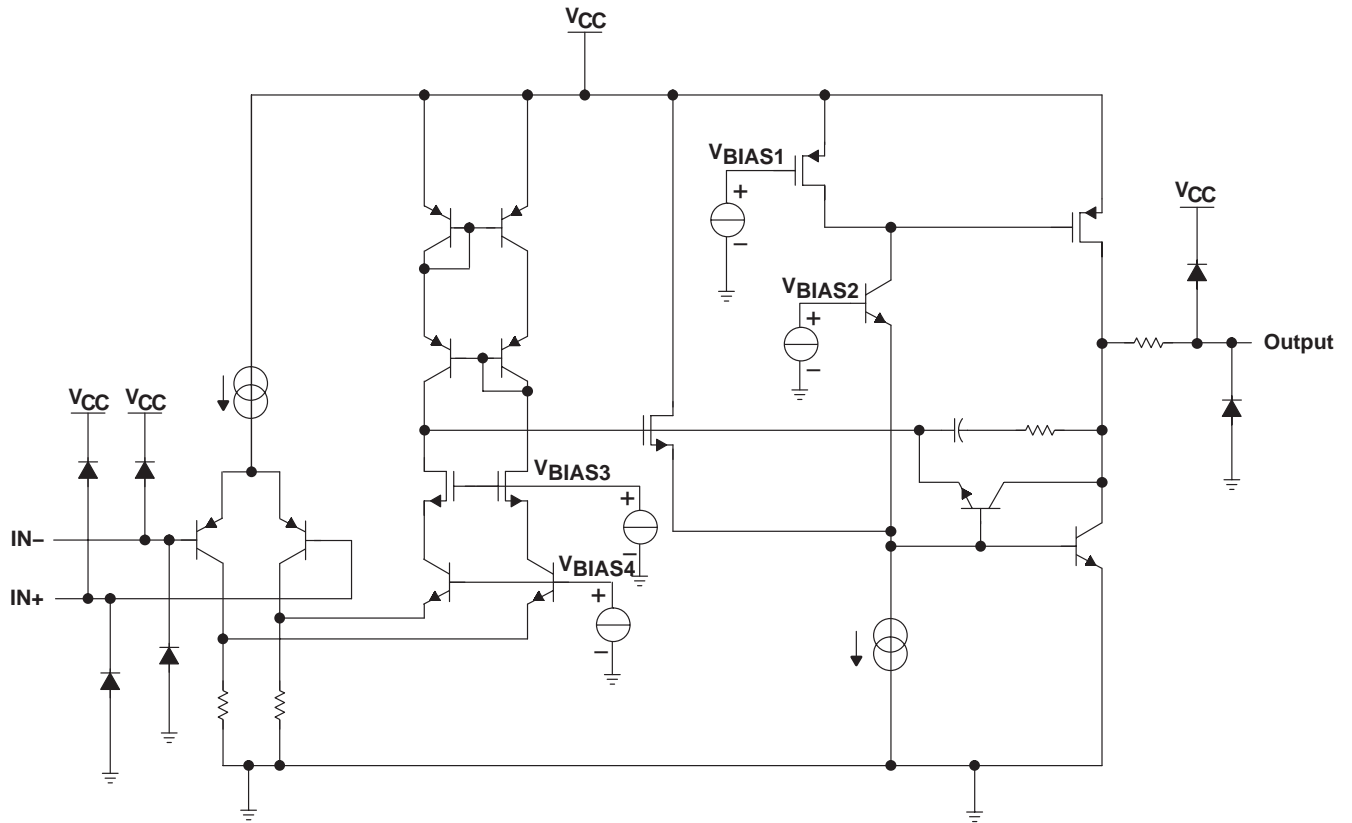 VCC
VBIAS1
+
–
VCC
VBIAS2
+
–
Output
VCC
VCC
VBIAS3
+
–
IN–
VBIAS4
IN+
+
–